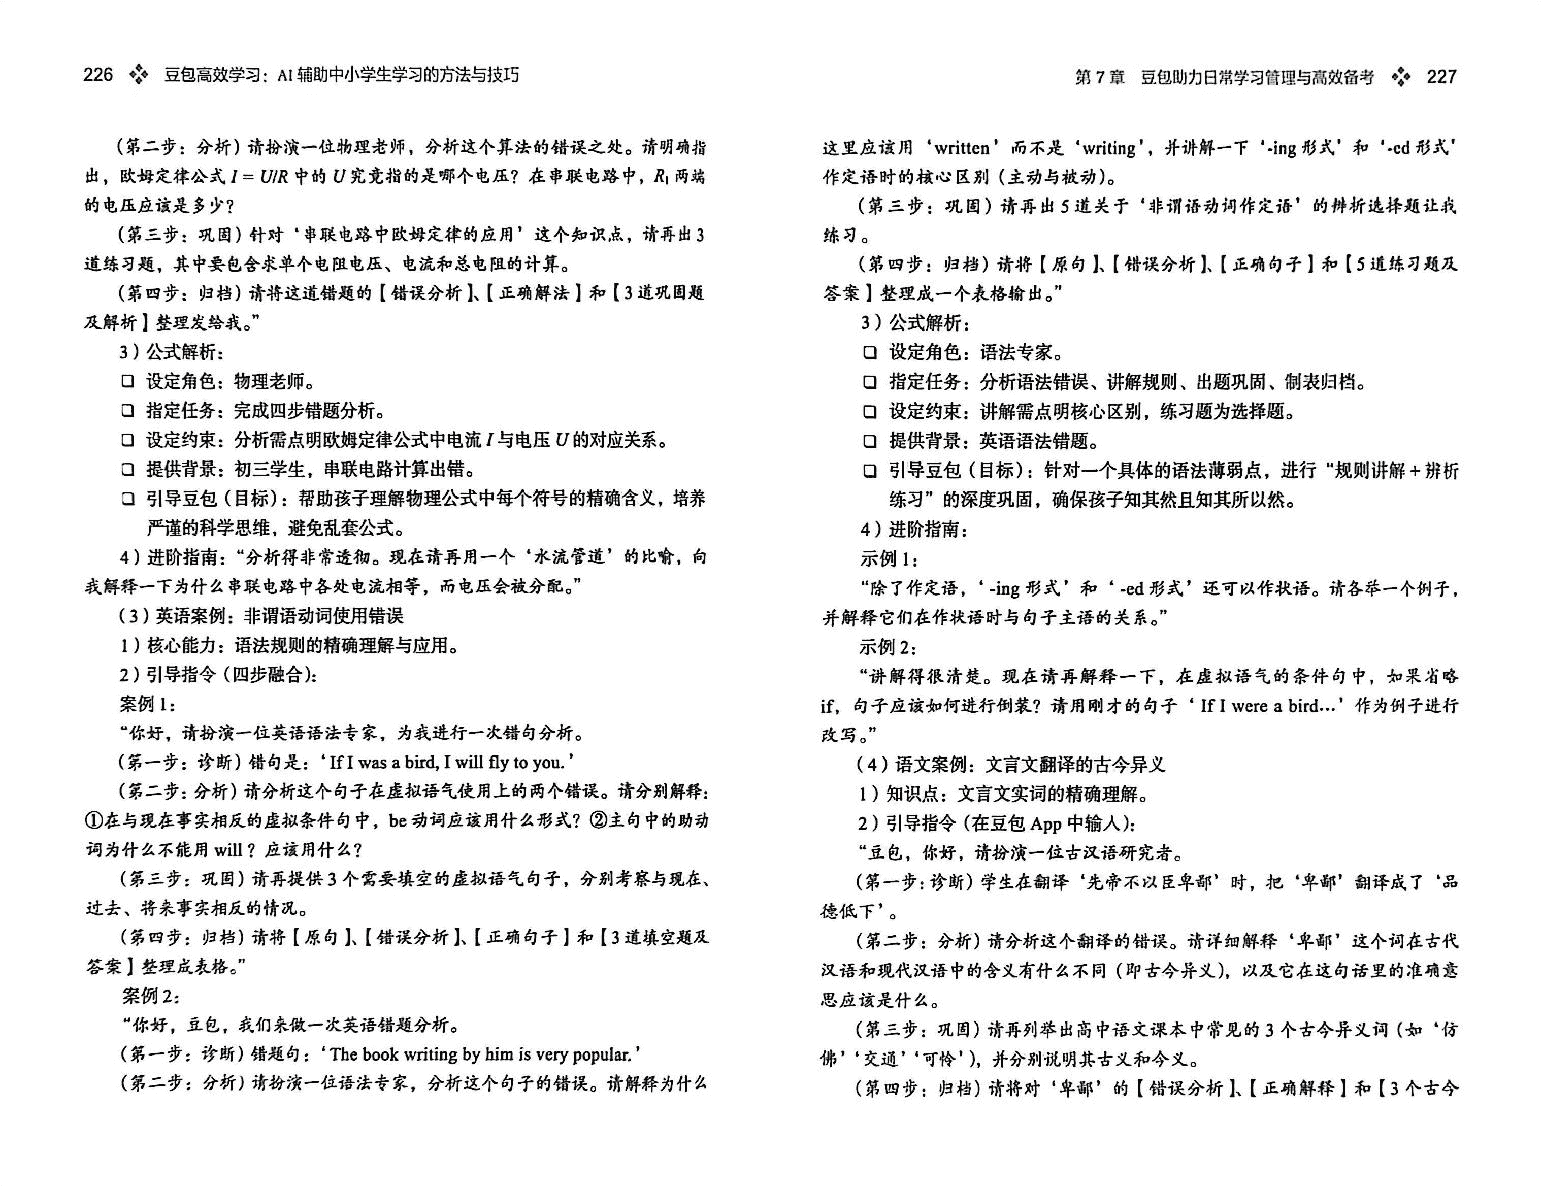 226 豆包高效学习：AI 辅助中小学生学习的方法与技巧
（第二步：分析）请扮演一位物理老师，分析这个算法的错误之处。请明确指
出，欧姆定律公式 I = U/R 中的 U 究竟指的是哪个电压？在串联电路中，R₁ 两端
的电压应该是多少？
（第三步：巩固）针对‘串联电路中欧姆定律的应用’这个知识点，请再出 3
道练习题，其中要包含求单个电阻电压、电流和总电阻的计算。
（第四步：归档）请将这道错题的【错误分析】、【正确解法】和【3 道巩固题
及解析】整理发给我。”
3）公式解析：
❑ 设定角色：物理老师。
❑ 指定任务：完成四步错题分析。
❑ 设定约束：分析需点明欧姆定律公式中电流 I 与电压 U 的对应关系。
❑ 提供背景：初三学生，串联电路计算出错。
❑ 引导豆包（目标）：帮助孩子理解物理公式中每个符号的精确含义，培养
严谨的科学思维，避免乱套公式。
4）进阶指南：“分析得非常透彻。现在请再用一个‘水流管道’的比喻，向
我解释一下为什么串联电路中各处电流相等，而电压会被分配。”
（3）英语案例：非谓语动词使用错误
1）核心能力：语法规则的精确理解与应用。
2）引导指令（四步融合）：
案例 1：
“你好，请扮演一位英语语法专家，为我进行一次错句分析。
（第一步：诊断）错句是：‘If I was a bird, I will fly to you.’
（第二步：分析）请分析这个句子在虚拟语气使用上的两个错误。请分别解释：
①在与现在事实相反的虚拟条件句中，be 动词应该用什么形式？②主句中的助动
词为什么不能用 will？应该用什么？
（第三步：巩固）请再提供 3 个需要填空的虚拟语气句子，分别考察与现在、
过去、将来事实相反的情况。
（第四步：归档）请将【原句】、【错误分析】、【正确句子】和【3 道填空题及
答案】整理成表格。”
案例 2：
“你好，豆包，我们来做一次英语错题分析。
（第一步：诊断）错题句：‘The book writing by him is very popular.’
（第二步：分析）请扮演一位语法专家，分析这个句子的错误。请解释为什么
第 7 章 豆包助力日常学习管理与高效备考 227
这里应该用‘written’而不是‘writing’，并讲解一下‘-ing 形式’和‘-ed 形式’
作定语时的核心区别（主动与被动）。
（第三步：巩固）请再出 5 道关于‘非谓语动词作定语’的辨析选择题让我
练习。
（第四步：归档）请将【原句】、【错误分析】、【正确句子】和【5 道练习题及
答案】整理成一个表格输出。”
3）公式解析：
❑ 设定角色：语法专家。
❑ 指定任务：分析语法错误、讲解规则、出题巩固、制表归档。
❑ 设定约束：讲解需点明核心区别，练习题为选择题。
❑ 提供背景：英语语法错题。
❑ 引导豆包（目标）：针对一个具体的语法薄弱点，进行“规则讲解 + 辨析
练习”的深度巩固，确保孩子知其然且知其所以然。
4）进阶指南：
示例 1：
“除了作定语，‘-ing 形式’和‘-ed 形式’还可以作状语。请各举一个例子，
并解释它们在作状语时与句子主语的关系。”
示例 2：
“讲解得很清楚。现在请再解释一下，在虚拟语气的条件句中，如果省略
if，句子应该如何进行倒装？请用刚才的句子‘If I were a bird…’作为例子进行
改写。”
（4）语文案例：文言文翻译的古今异义
1）知识点：文言文实词的精确理解。
2）引导指令（在豆包 App 中输入）：
“豆包，你好，请扮演一位古汉语研究者。
（第一步：诊断）学生在翻译‘先帝不以臣卑鄙’时，把‘卑鄙’翻译成了‘品
德低下’。
（第二步：分析）请分析这个翻译的错误。请详细解释‘卑鄙’这个词在古代
汉语和现代汉语中的含义有什么不同（即古今异义），以及它在这句话里的准确意
思应该是什么。
（第三步：巩固）请再列举出高中语文课本中常见的 3 个古今异义词（如‘仿
佛’‘交通’‘可怜’），并分别说明其古义和今义。
（第四步：归档）请将对‘卑鄙’的【错误分析】、【正确解释】和【3 个古今